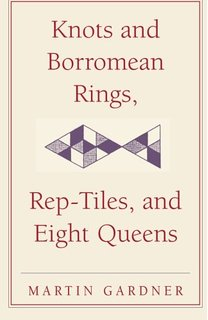 Knots and
Borromean
Rings,
Rep-Tiles, and
Eight Queens
MARTIN GARDNER